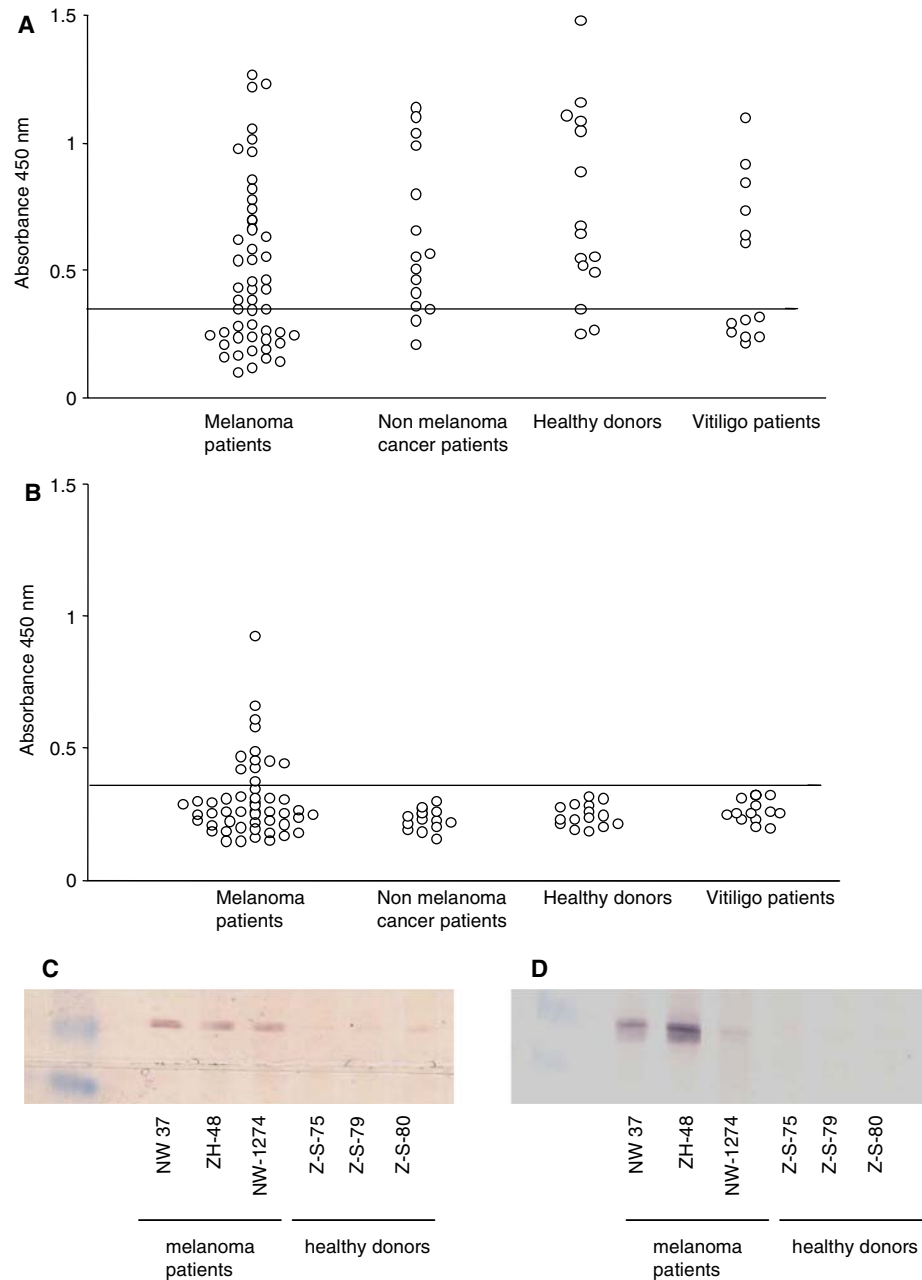 A
1.5
1
0.5
0
Absorbance 450 nm
Melanoma
patients
Non melanoma
cancer patients
Healthy donors
Vitiligo patients
B
1.5
1
0.5
0
Absorbance 450 nm
Melanoma
patients
Non melanoma
cancer patients
Healthy donors
Vitiligo patients
C
NW 37
ZH-48
NW-1274
Z-S-75
Z-S-79
Z-S-80
melanoma
patients
healthy donors
D
NW 37
ZH-48
NW-1274
Z-S-75
Z-S-79
Z-S-80
melanoma
patients
healthy donors